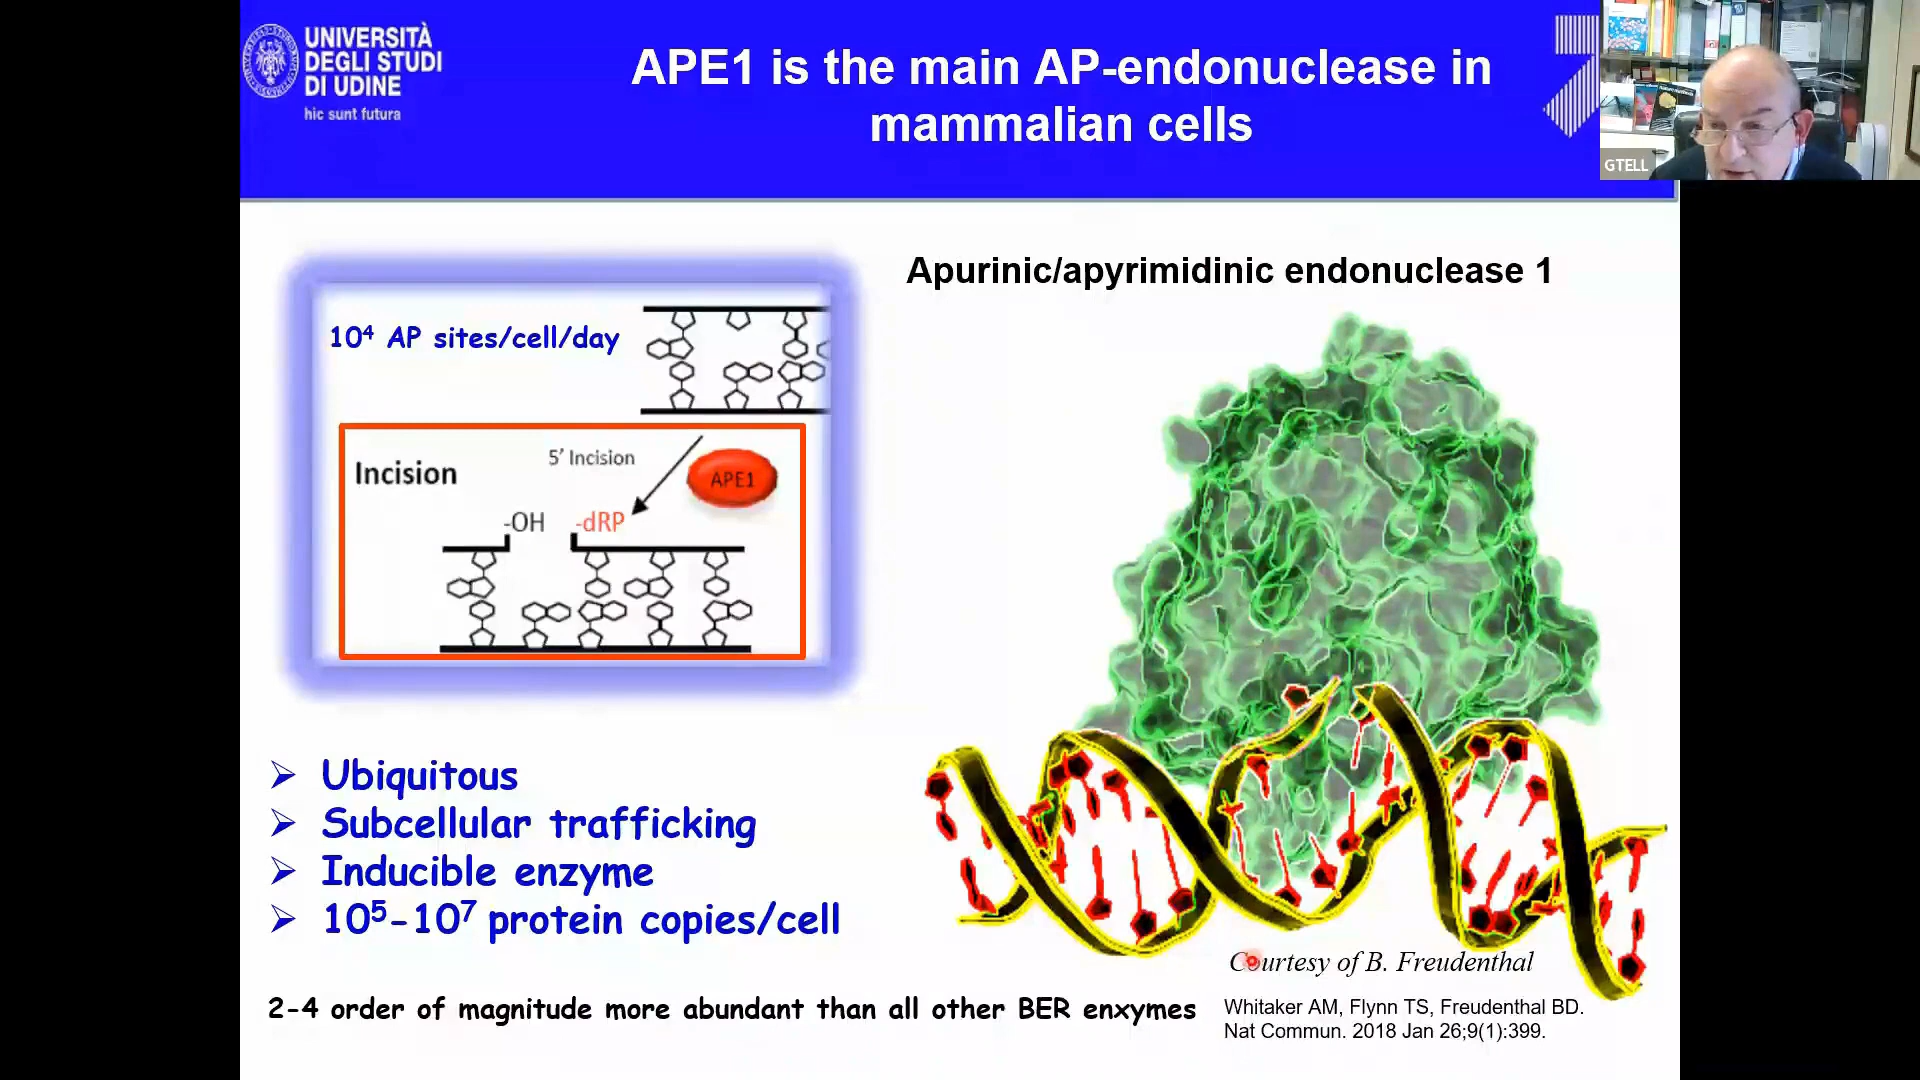 UNIVERSITÀ
DEGLI STUDI
DI UDINE
hic sunt futura
APE1 is the main AP-endonuclease in
mammalian cells
GTELL
Apurinic/apyrimidinic endonuclease 1
10⁴ AP sites/cell/day
5' Incision
Incision
APE1
-OH
-dRP
➢ Ubiquitous
➢ Subcellular trafficking
➢ Inducible enzyme
➢ 10⁵-10⁷ protein copies/cell
Courtesy of B. Freudenthal
2-4 order of magnitude more abundant than all other BER enxymes
Whitaker AM, Flynn TS, Freudenthal BD.
Nat Commun. 2018 Jan 26;9(1):399.